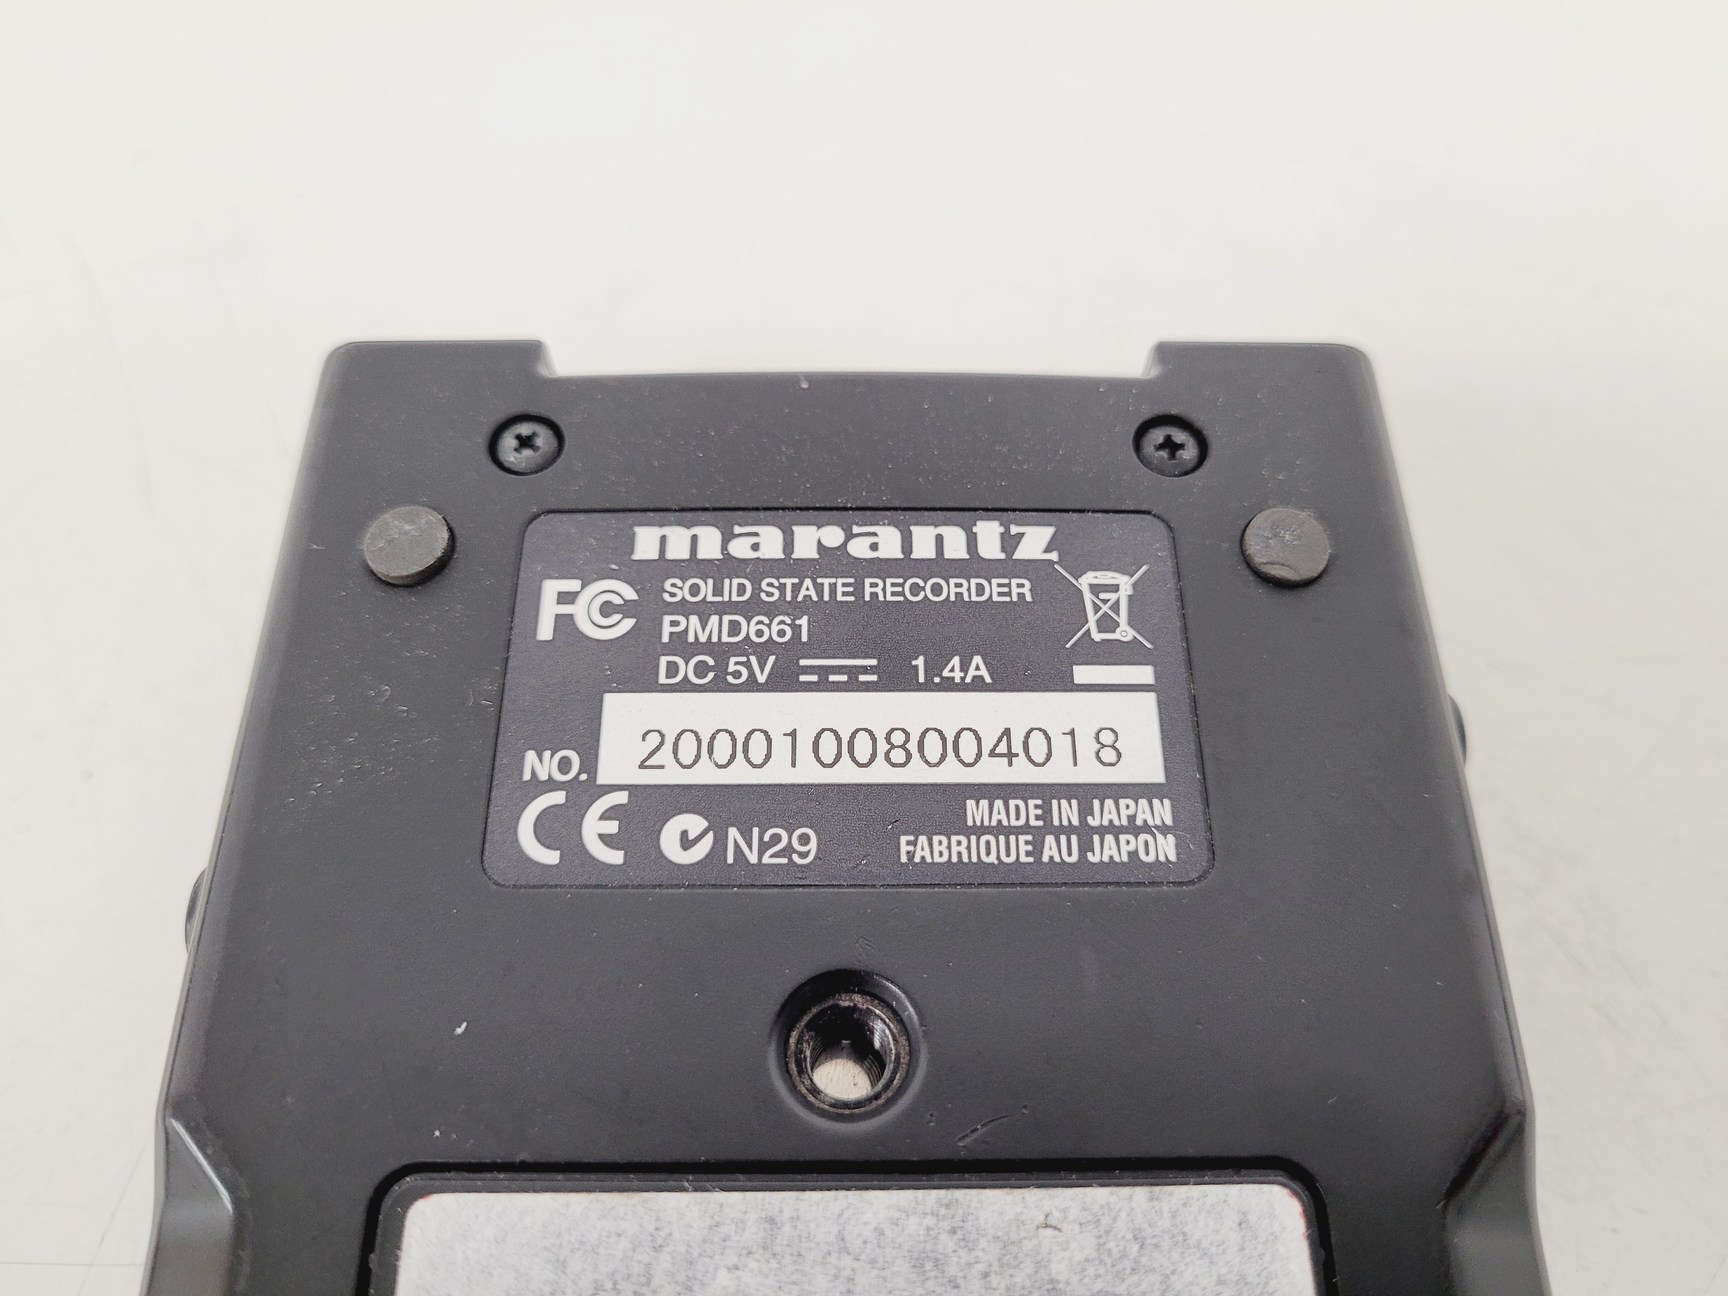 marantz
FC SOLID STATE RECORDER
PMD661
DC 5V 1.4A
NO. 20001008004018
CE N29
MADE IN JAPAN
FABRIQUE AU JAPON